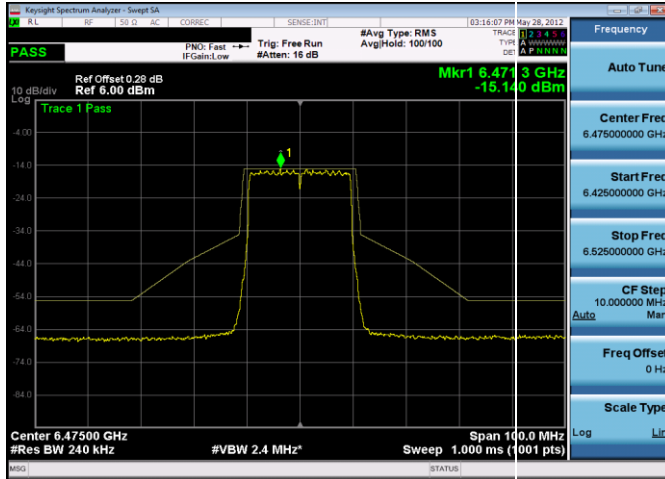 Keysight Spectrum Analyzer - Swept SA
RL RF 50 Ω AC CORREC SENSE:INT 03:16:07 PM May 28, 2012
PASS
PNO: Fast
IFGain:Low
Trig: Free Run
#Atten: 16 dB
#Avg Type: RMS
Avg|Hold: 100/100
TRACE 1 2 3 4 5 6
TYPE A WWWWW
DET A P N N N N
Ref Offset 0.28 dB
10 dB/div Ref 6.00 dBm
Log
Mkr1 6.471 3 GHz
-15.140 dBm
Trace 1 Pass
1
-4.00
-14.0
-24.0
-34.0
-44.0
-54.0
-64.0
-74.0
-84.0
Center 6.47500 GHz Span 100.0 MHz
#Res BW 240 kHz #VBW 2.4 MHz* Sweep 1.000 ms (1001 pts)
MSG STATUS
Frequency
Auto Tune
Center Freq
6.475000000 GHz
Start Freq
6.425000000 GHz
Stop Freq
6.525000000 GHz
CF Step
10.000000 MHz
Auto Man
Freq Offset
0 Hz
Scale Type
Log Lin